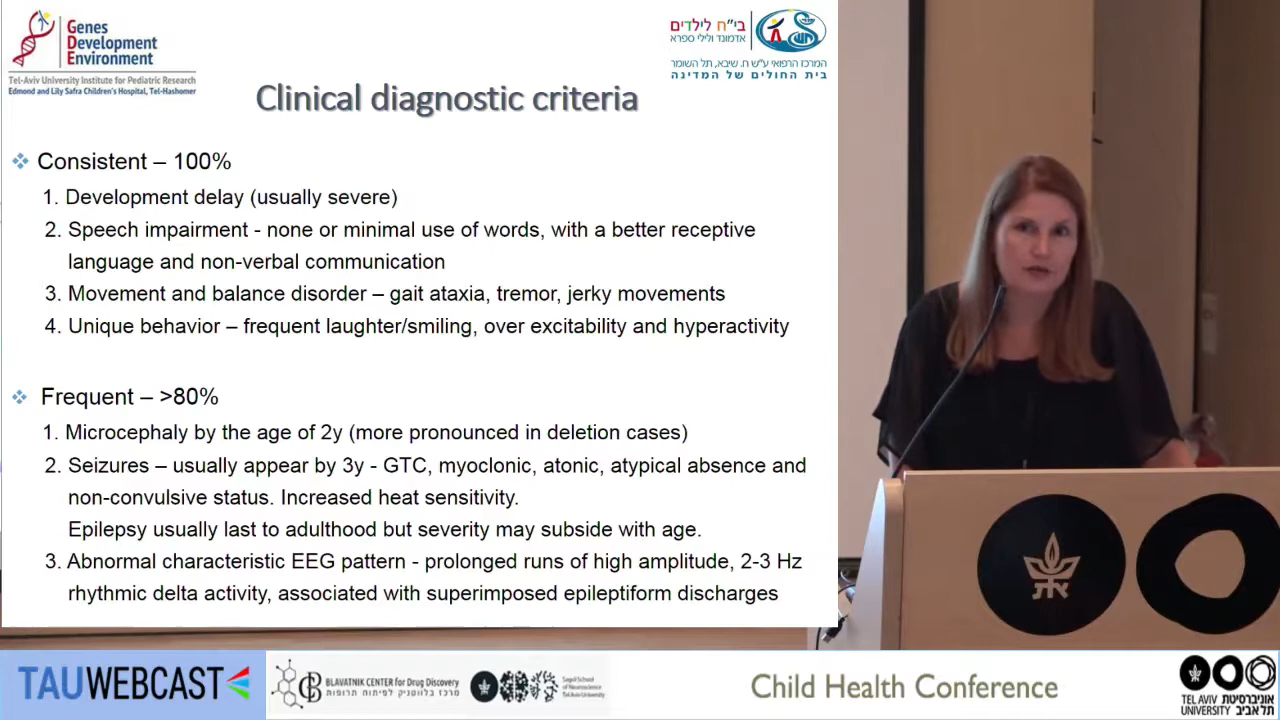 Genes
Development
Environment
Tel-Aviv University Institute for Pediatric Research
Edmond and Lily Safra Children's Hospital, Tel-Hashomer
בי"ח לילדים
אדמונד ולילי ספרא
המרכז הרפואי ע"ש ח. שיבא, תל השומר
בית החולים של המדינה
Clinical diagnostic criteria
Consistent – 100%
1. Development delay (usually severe)
2. Speech impairment - none or minimal use of words, with a better receptive
language and non-verbal communication
3. Movement and balance disorder – gait ataxia, tremor, jerky movements
4. Unique behavior – frequent laughter/smiling, over excitability and hyperactivity
Frequent – >80%
1. Microcephaly by the age of 2y (more pronounced in deletion cases)
2. Seizures – usually appear by 3y - GTC, myoclonic, atonic, atypical absence and
non-convulsive status. Increased heat sensitivity.
Epilepsy usually last to adulthood but severity may subside with age.
3. Abnormal characteristic EEG pattern - prolonged runs of high amplitude, 2-3 Hz
rhythmic delta activity, associated with superimposed epileptiform discharges
TAUWEBCAST
BLAVATNIK CENTER for Drug Discovery
מרכז בלווטניק לפיתוח תרופות
Sagol School
of Neuroscience
Tel Aviv University
Child Health Conference
TEL AVIV אוניברסיטת
UNIVERSITY תל אביב